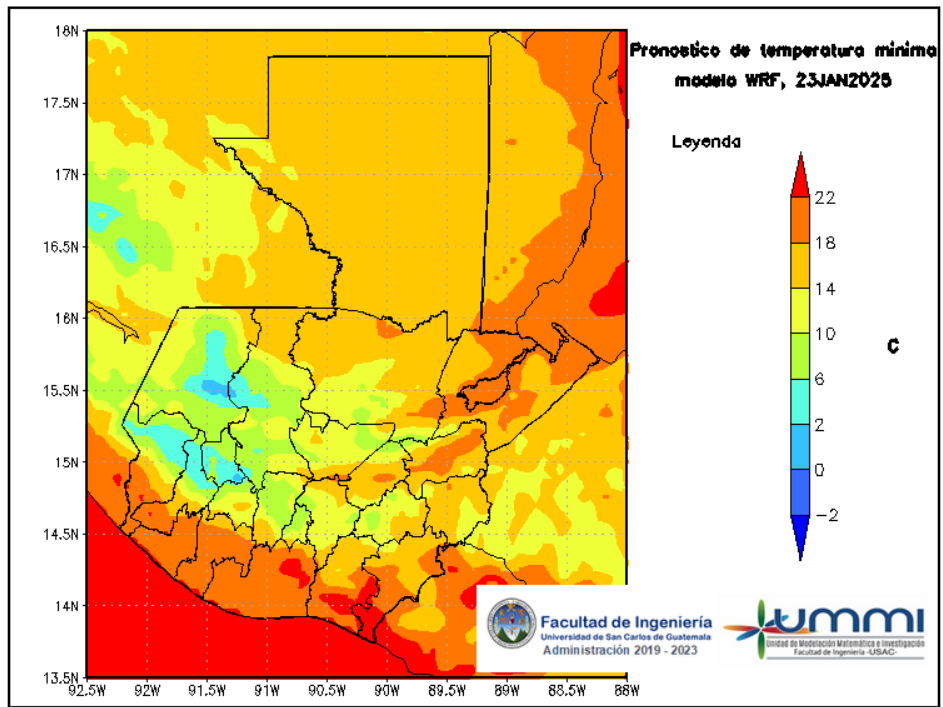 Pronostico de temperatura minima
modelo WRF, 23JAN2025
Leyenda
22
18
14
10
6
2
0
−2
C
18N
17.5N
17N
16.5N
16N
15.5N
15N
14.5N
14N
13.5N
92.5W 92W 91.5W 91W 90.5W 90W 89.5W 89W 88.5W 88W
Facultad de Ingeniería
Universidad de San Carlos de Guatemala
Administración 2019 - 2023
ummi
Unidad de Modelación Matemática e Investigación
Facultad de Ingeniería -USAC-